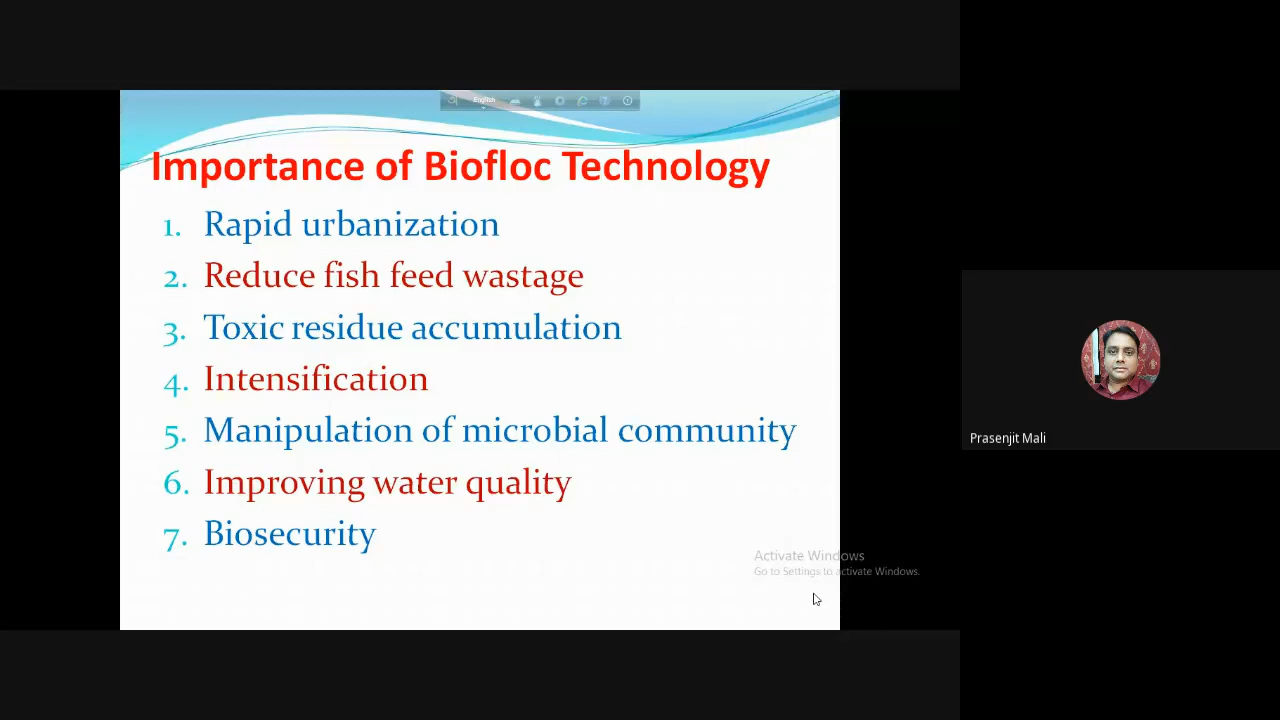 English
Importance of Biofloc Technology
1. Rapid urbanization
2. Reduce fish feed wastage
3. Toxic residue accumulation
4. Intensification
5. Manipulation of microbial community
6. Improving water quality
7. Biosecurity
Activate Windows
Go to Settings to activate Windows.
Prasenjit Mali